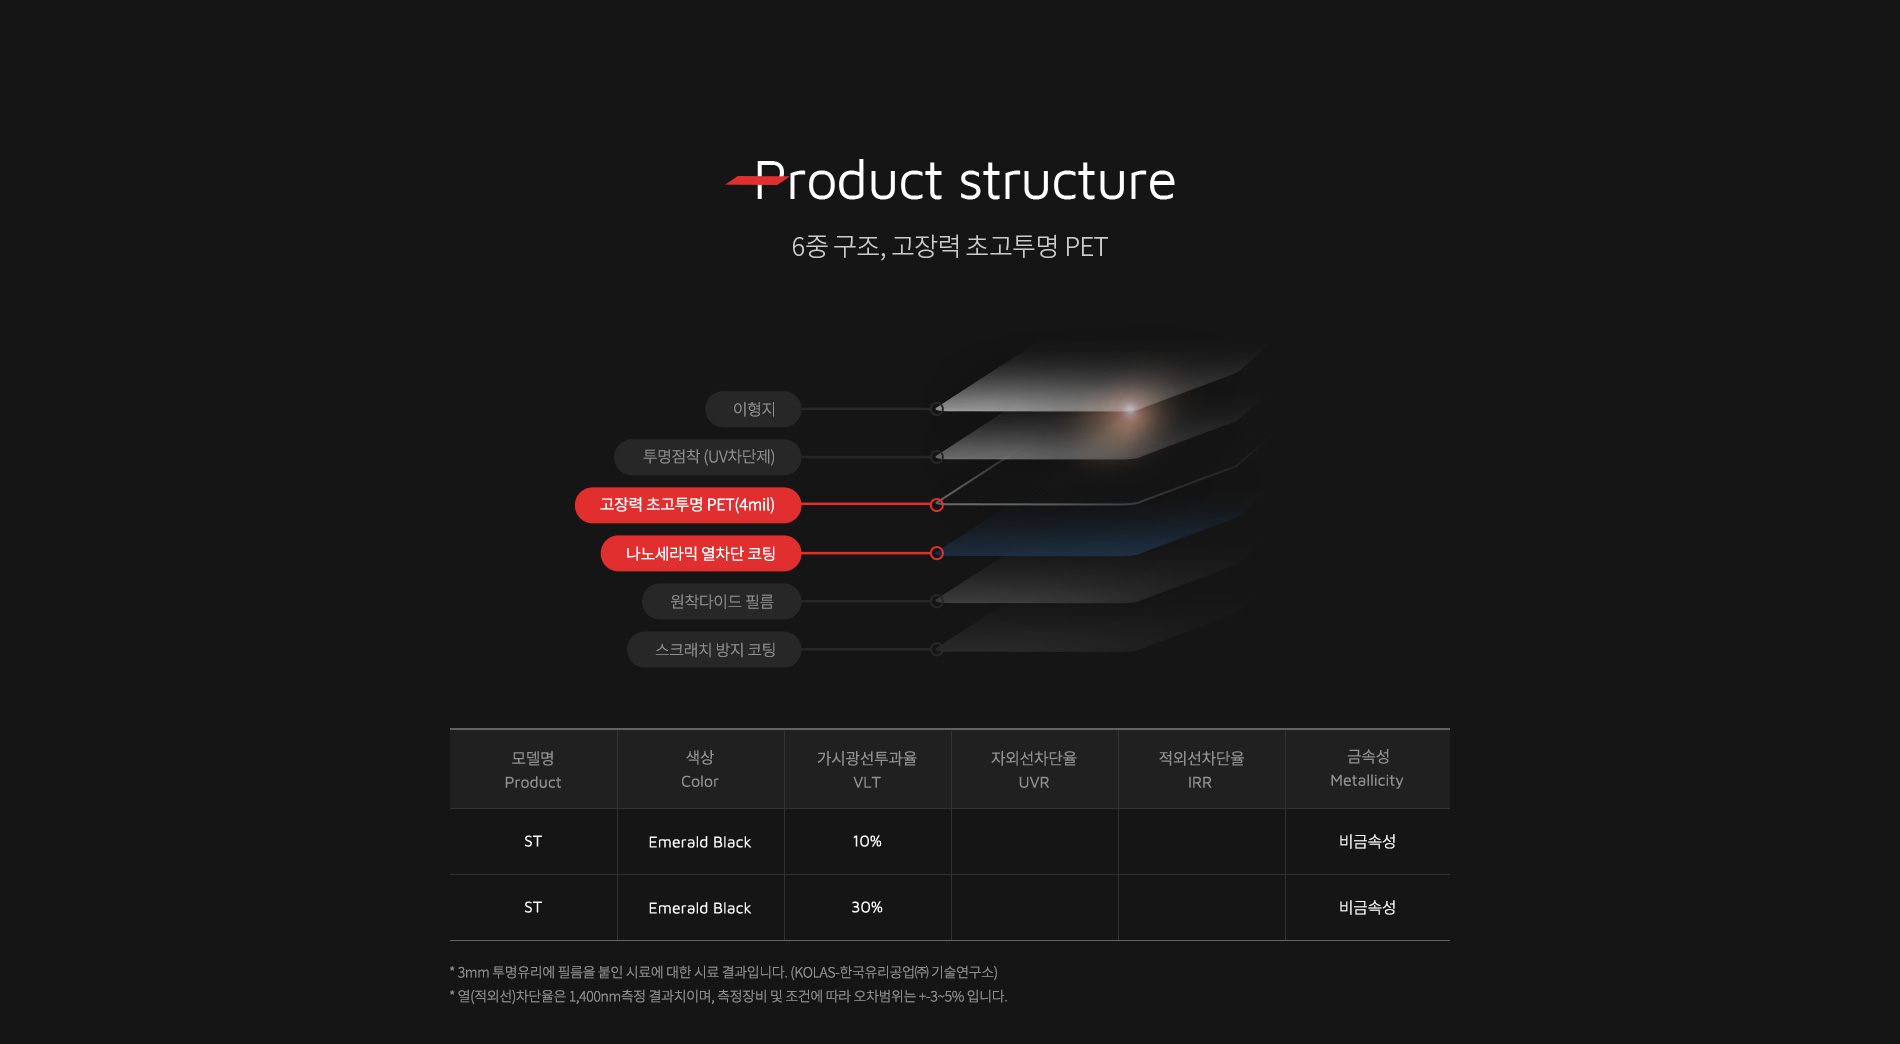 Product structure
6중 구조, 고장력 초고투명 PET
이형지
투명점착 (UV차단제)
고장력 초고투명 PET(4mil)
나노세라믹 열차단 코팅
원착다이드 필름
스크래치 방지 코팅
모델명 색상 가시광선투과율 자외선차단율 적외선차단율 금속성
Product Color VLT UVR IRR Metallicity
ST Emerald Black 10% 비금속성
ST Emerald Black 30% 비금속성
* 3mm 투명유리에 필름을 붙인 시료에 대한 시료 결과입니다. (KOLAS-한국유리공업㈜ 기술연구소)
* 열(적외선)차단율은 1,400nm측정 결과치이며, 측정장비 및 조건에 따라 오차범위는 +-3~5% 입니다.